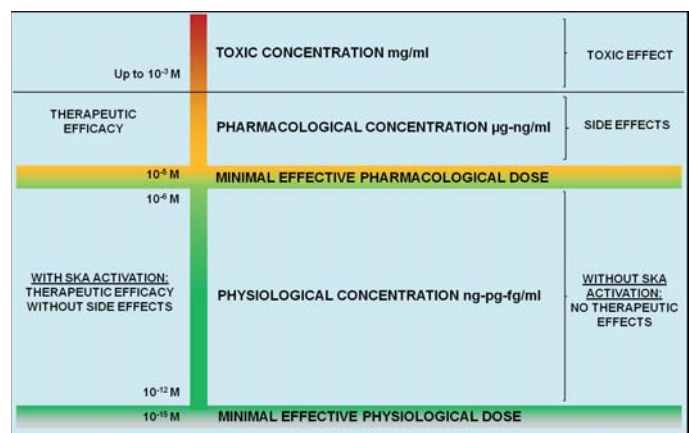 TOXIC CONCENTRATION mg/ml
TOXIC EFFECT
Up to 10⁻³ M
THERAPEUTIC
EFFICACY
PHARMACOLOGICAL CONCENTRATION µg-ng/ml
SIDE EFFECTS
10⁻⁵ M
MINIMAL EFFECTIVE PHARMACOLOGICAL DOSE
10⁻⁶ M
WITH SKA ACTIVATION:
THERAPEUTIC EFFICACY
WITHOUT SIDE EFFECTS
PHYSIOLOGICAL CONCENTRATION ng-pg-fg/ml
WITHOUT SKA
ACTIVATION:
NO THERAPEUTIC
EFFECTS
10⁻¹² M
10⁻¹⁵ M
MINIMAL EFFECTIVE PHYSIOLOGICAL DOSE